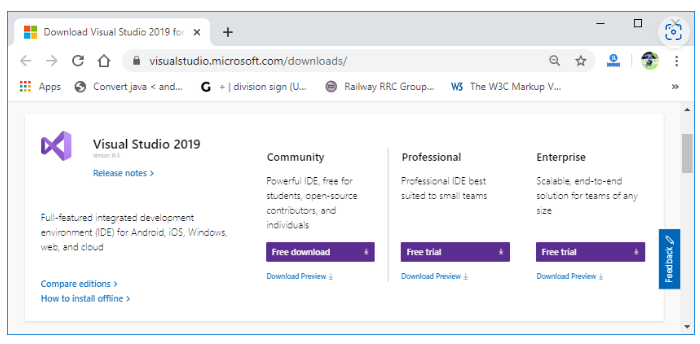 Download Visual Studio 2019 for
visualstudio.microsoft.com/downloads/
Apps
Convert java < and...
G ÷ | division sign (U...
Railway RRC Group...
W3 The W3C Markup V...
»
Visual Studio 2019
Version 16.5
Release notes >
Full-featured integrated development
environment (IDE) for Android, iOS, Windows,
web, and cloud
Compare editions >
How to install offline >
Community
Powerful IDE, free for
students, open-source
contributors, and
individuals
Free download
Download Preview
Professional
Professional IDE best
suited to small teams
Free trial
Download Preview
Enterprise
Scalable, end-to-end
solution for teams of any
size
Free trial
Download Preview
Feedback